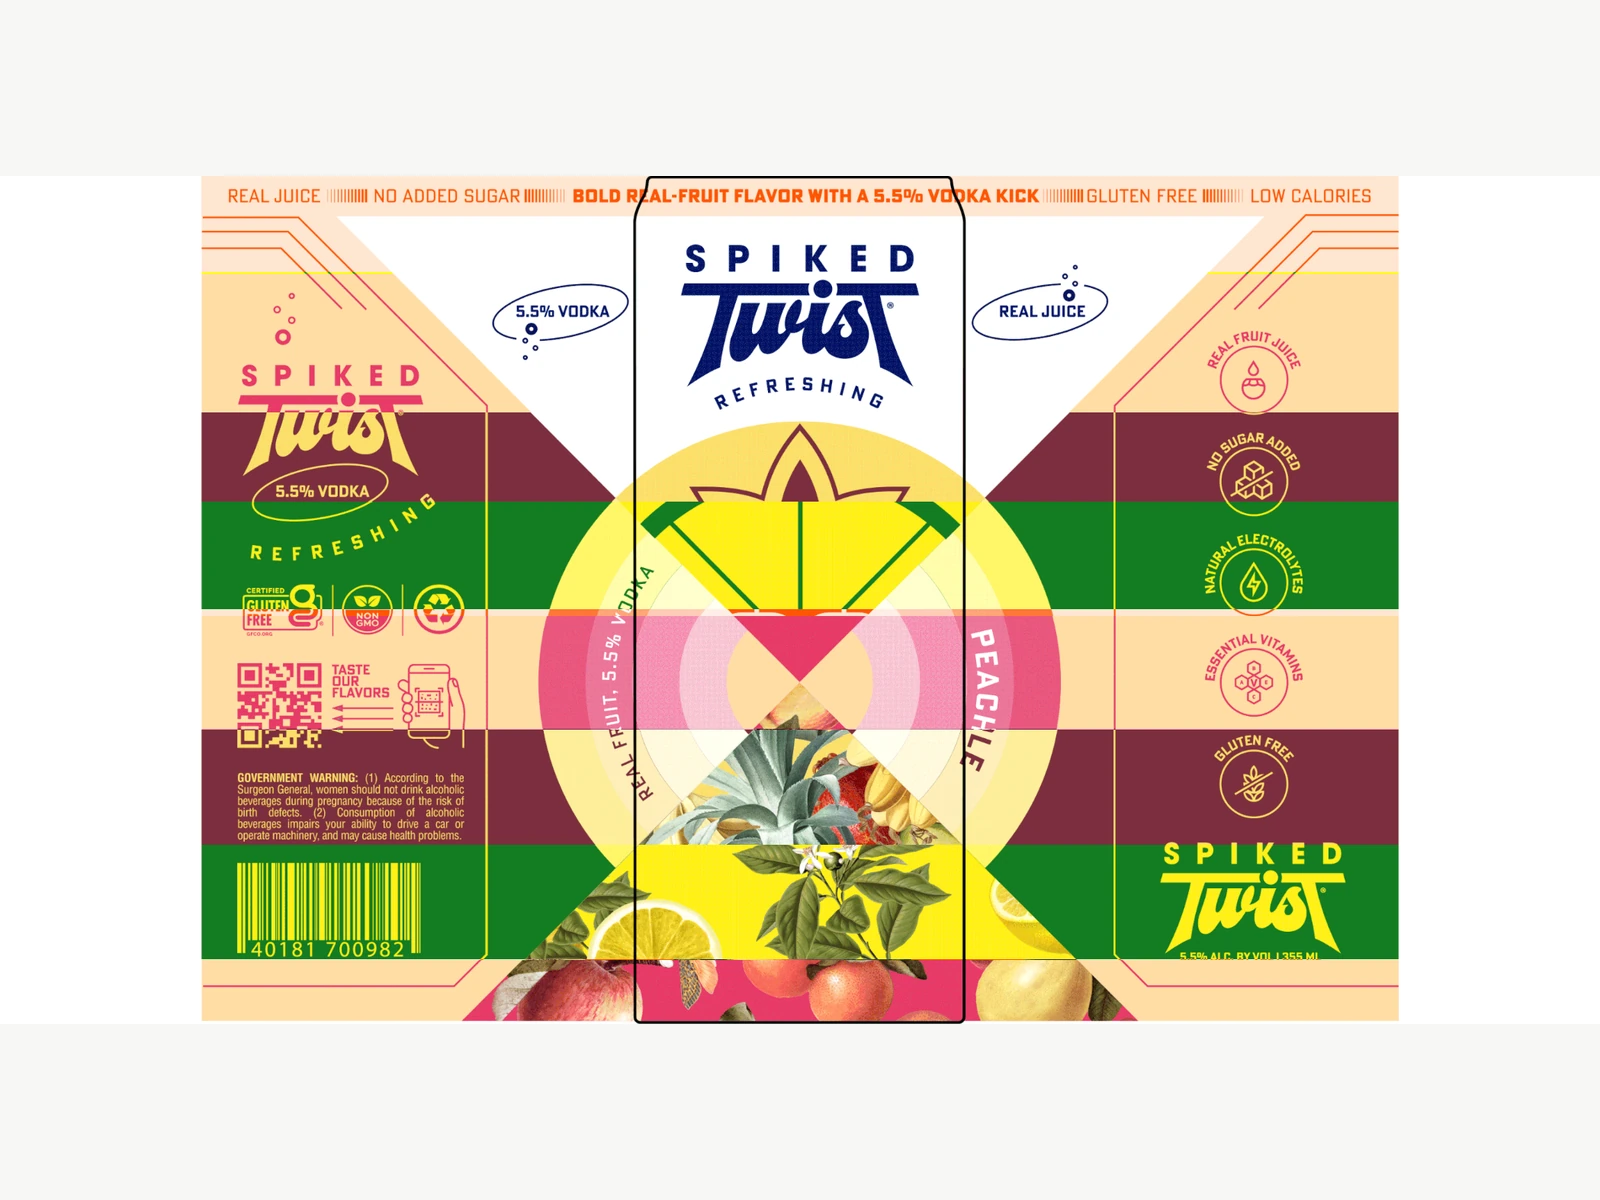 REAL JUICE NO ADDED SUGAR BOLD REAL-FRUIT FLAVOR WITH A 5.5% VODKA KICK GLUTEN FREE LOW CALORIES
SPIKED
Twist®
REFRESHING
5.5% VODKA
REAL JUICE
SPIKED
Twist
5.5% VODKA
REFRESHING
CERTIFIED
GLUTEN
FREE
GFCO.ORG
NON
GMO
TASTE
OUR
FLAVORS
GOVERNMENT WARNING: (1) According to the
Surgeon General, women should not drink alcoholic
beverages during pregnancy because of the risk of
birth defects. (2) Consumption of alcoholic
beverages impairs your ability to drive a car or
operate machinery, and may cause health problems.
40181 700982
REAL FRUIT, 5.5% VODKA
REAL FRUIT JUICE
NO SUGAR ADDED
NATURAL ELECTROLYTES
ESSENTIAL VITAMINS
B
A V E
C
GLUTEN FREE
SPIKED
Twist®
5.5% ALC. BY VOL | 355 ML